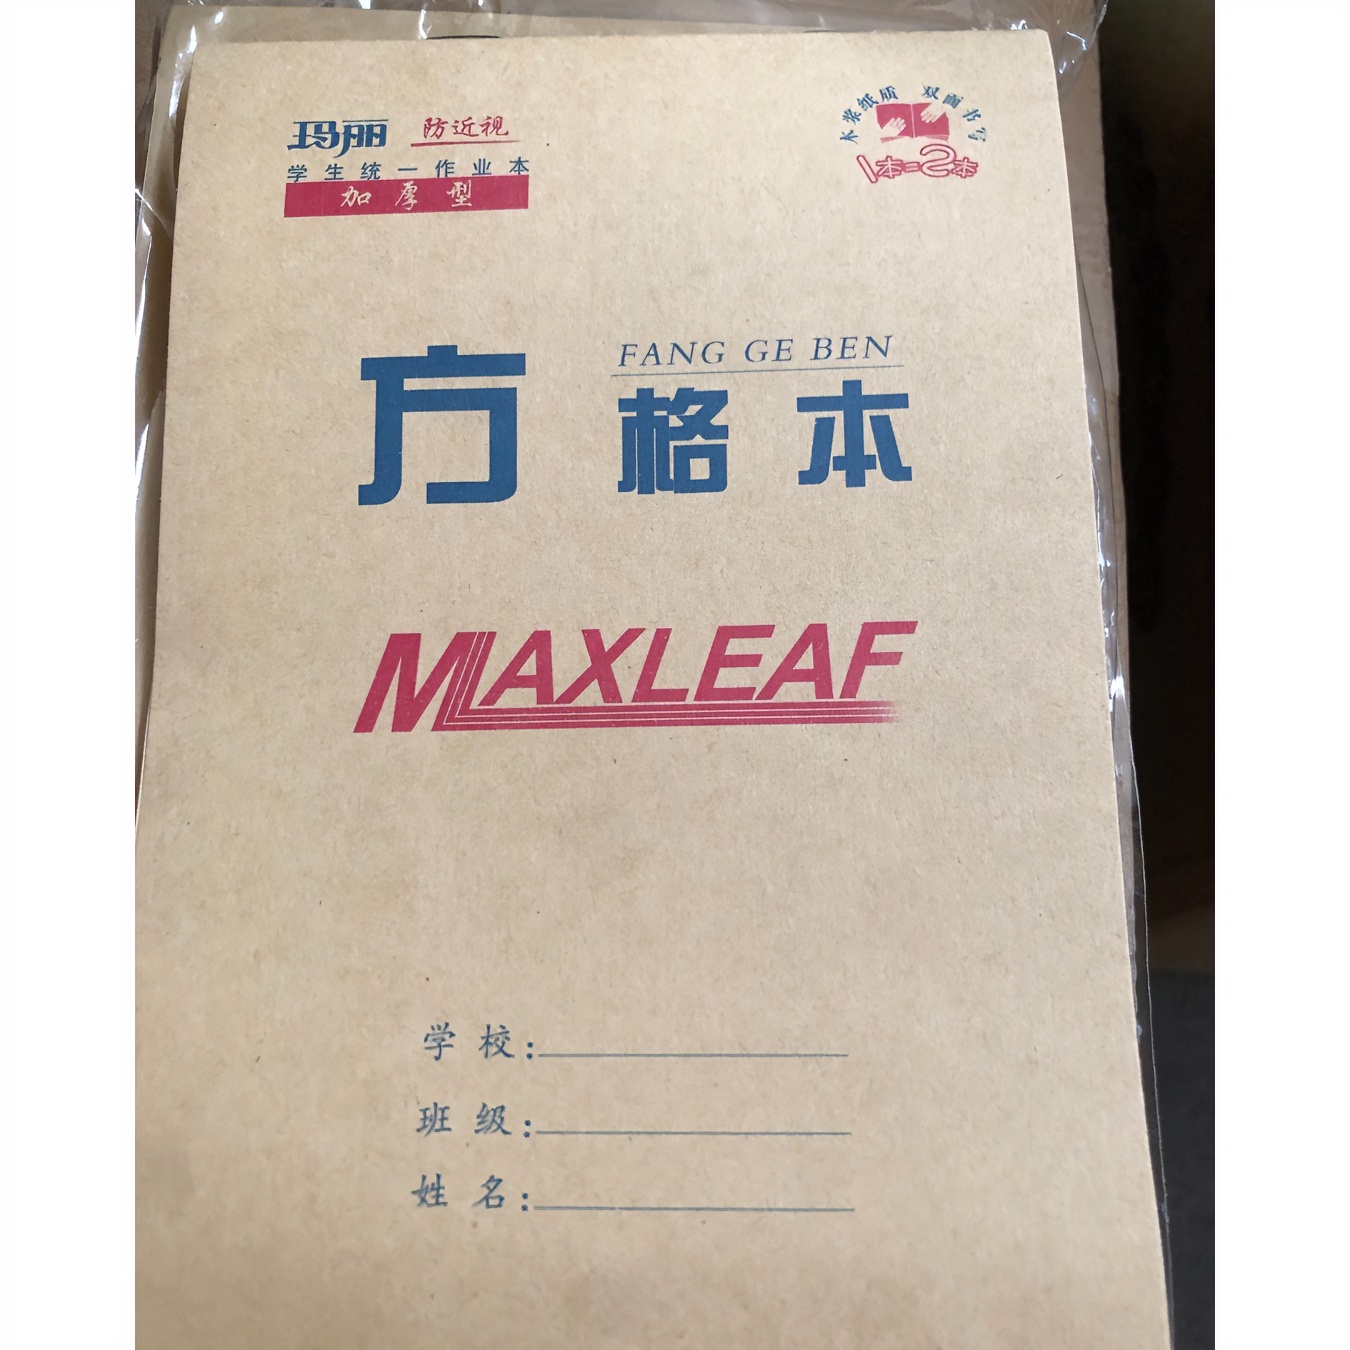 玛丽 防近视
学生统一作业本
加厚型
木浆纸质 双面书写
1本=2本
FANG GE BEN
方格本
MAXLEAF
学校:
班级:
姓名: